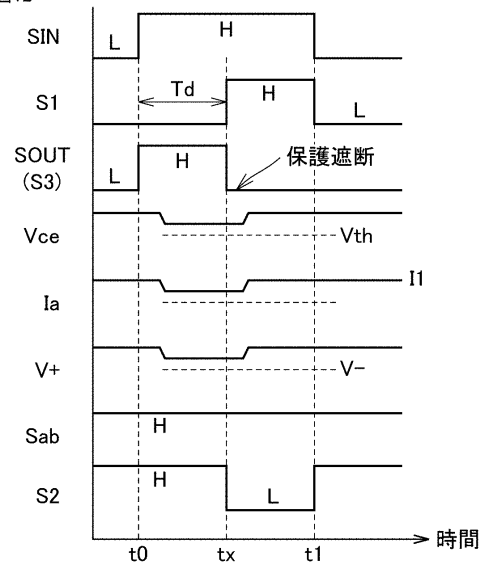 SIN L H
S1 Td H L
SOUT
(S3) L H 保護遮断
Vce Vth
Ia I1
V+ V-
Sab H
S2 H L
t0 tx t1 時間